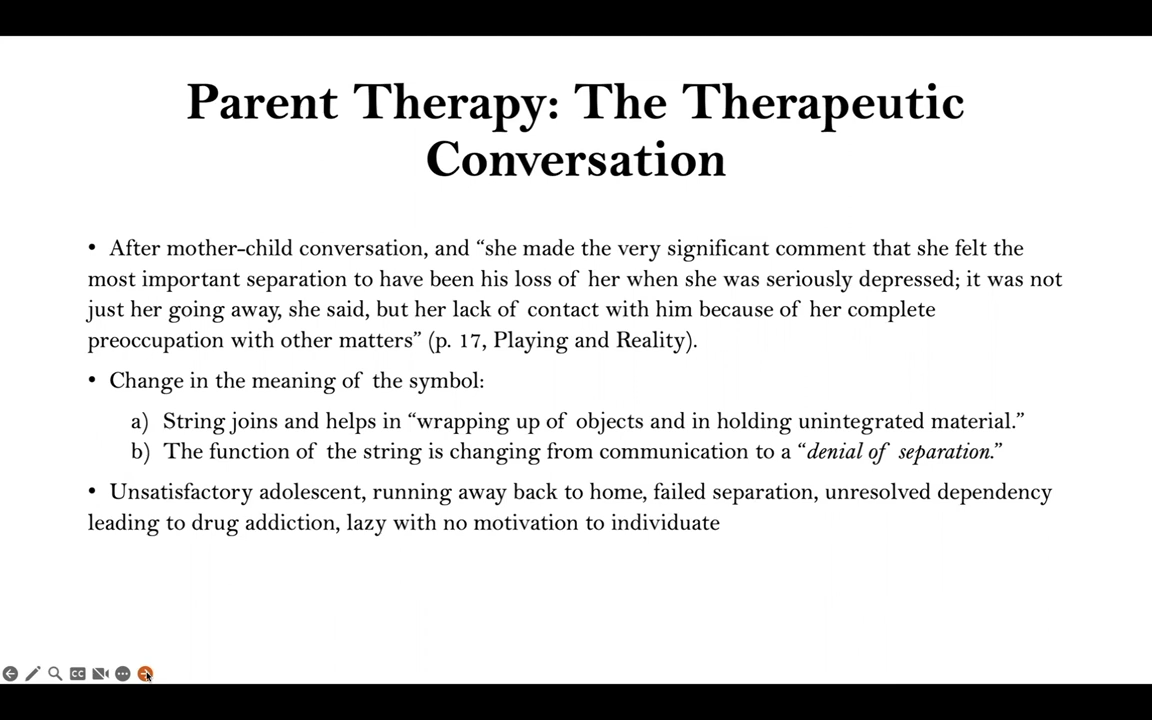 Parent Therapy: The Therapeutic
Conversation
• After mother-child conversation, and “she made the very significant comment that she felt the
most important separation to have been his loss of her when she was seriously depressed; it was not
just her going away, she said, but her lack of contact with him because of her complete
preoccupation with other matters” (p. 17, Playing and Reality).
• Change in the meaning of the symbol:
a) String joins and helps in “wrapping up of objects and in holding unintegrated material.”
b) The function of the string is changing from communication to a “denial of separation.”
• Unsatisfactory adolescent, running away back to home, failed separation, unresolved dependency
leading to drug addiction, lazy with no motivation to individuate
CC